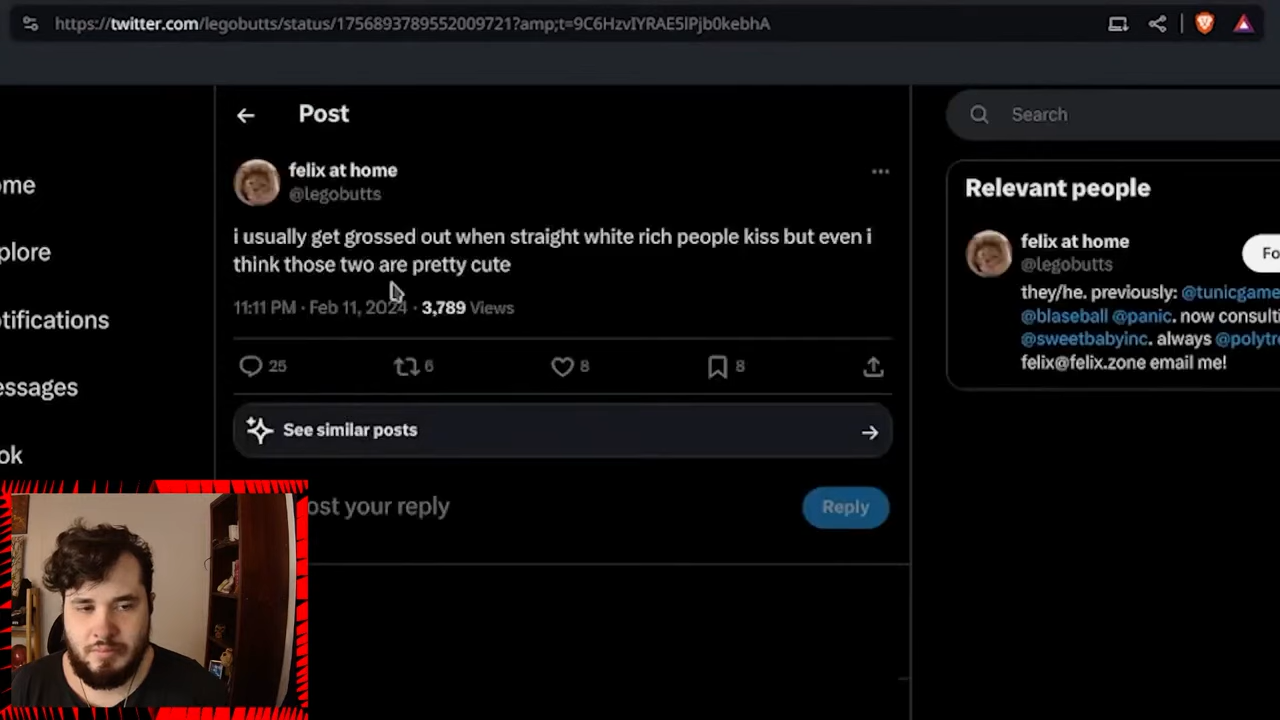 https://twitter.com/legobutts/status/1756893789552009721?amp;t=9C6HzvIYRAE5lPjb0kebhA
Post
Search
felix at home
@legobutts
Relevant people
ome
i usually get grossed out when straight white rich people kiss but even i
think those two are pretty cute
felix at home
@legobutts
Fo
plore
11:11 PM · Feb 11, 2024 · 3,789 Views
they/he. previously: @tunicgame
@blaseball @panic. now consulti
@sweetbabyinc. always @polytro
felix@felix.zone email me!
otifications
25
6
8
8
essages
See similar posts
ok
ost your reply
Reply